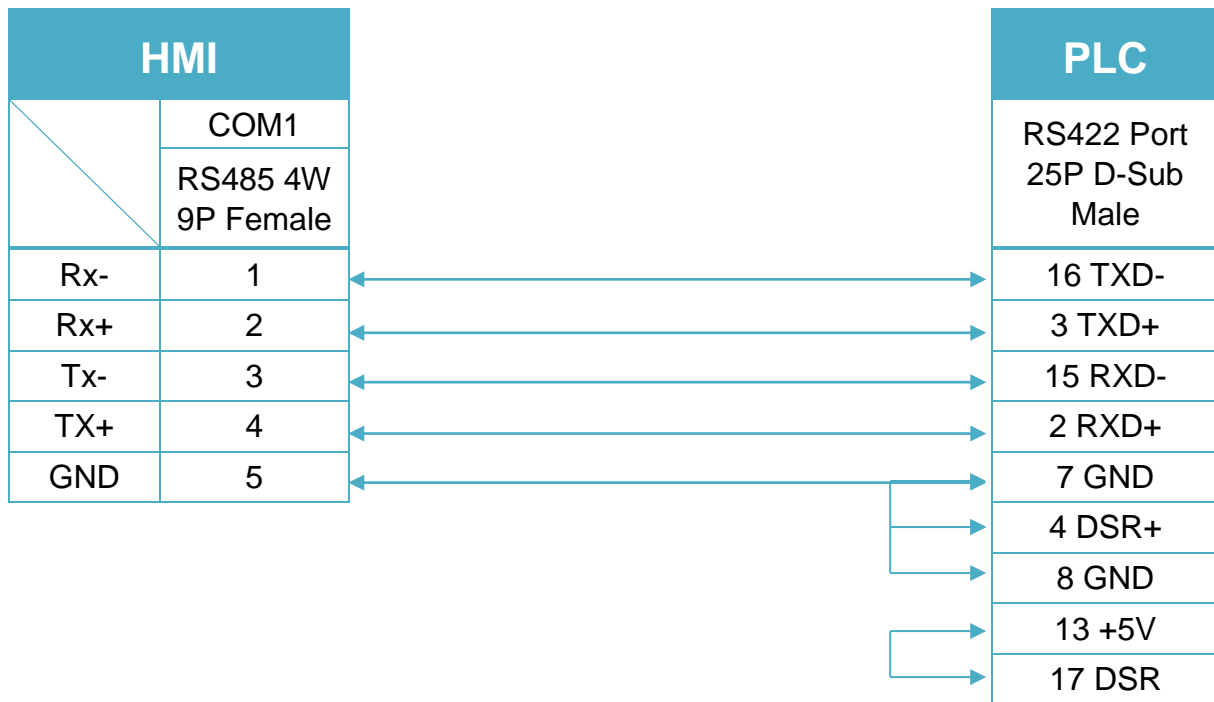 HMI
PLC
COM1
RS485 4W
9P Female
RS422 Port
25P D-Sub
Male
Rx- 1 16 TXD-
Rx+ 2 3 TXD+
Tx- 3 15 RXD-
TX+ 4 2 RXD+
GND 5 7 GND
4 DSR+
8 GND
13 +5V
17 DSR